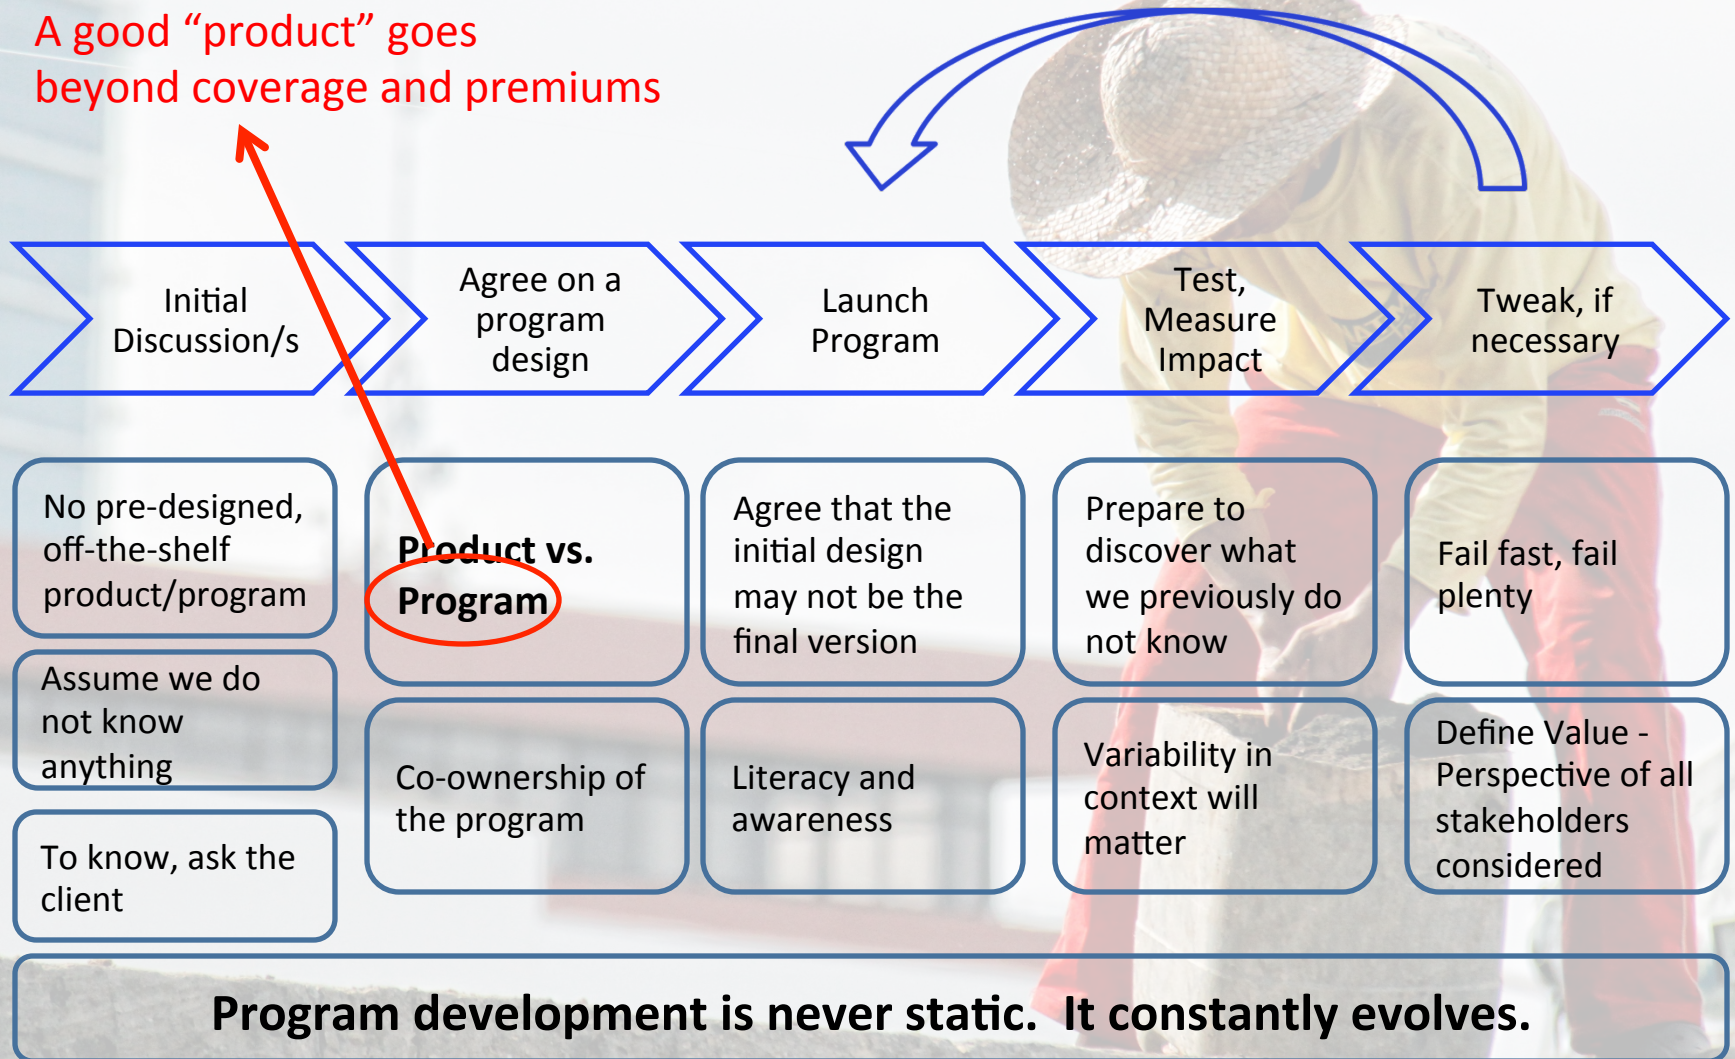 A good “product” goes
beyond coverage and premiums
Initial
Discussion/s
Agree on a
program
design
Launch
Program
Test,
Measure
Impact
Tweak, if
necessary
No pre-designed,
off-the-shelf
product/program
Assume we do
not know
anything
To know, ask the
client
Product vs.
Program
Co-ownership of
the program
Agree that the
initial design
may not be the
final version
Literacy and
awareness
Prepare to
discover what
we previously do
not know
Variability in
context will
matter
Fail fast, fail
plenty
Define Value -
Perspective of all
stakeholders
considered
Program development is never static.  It constantly evolves.